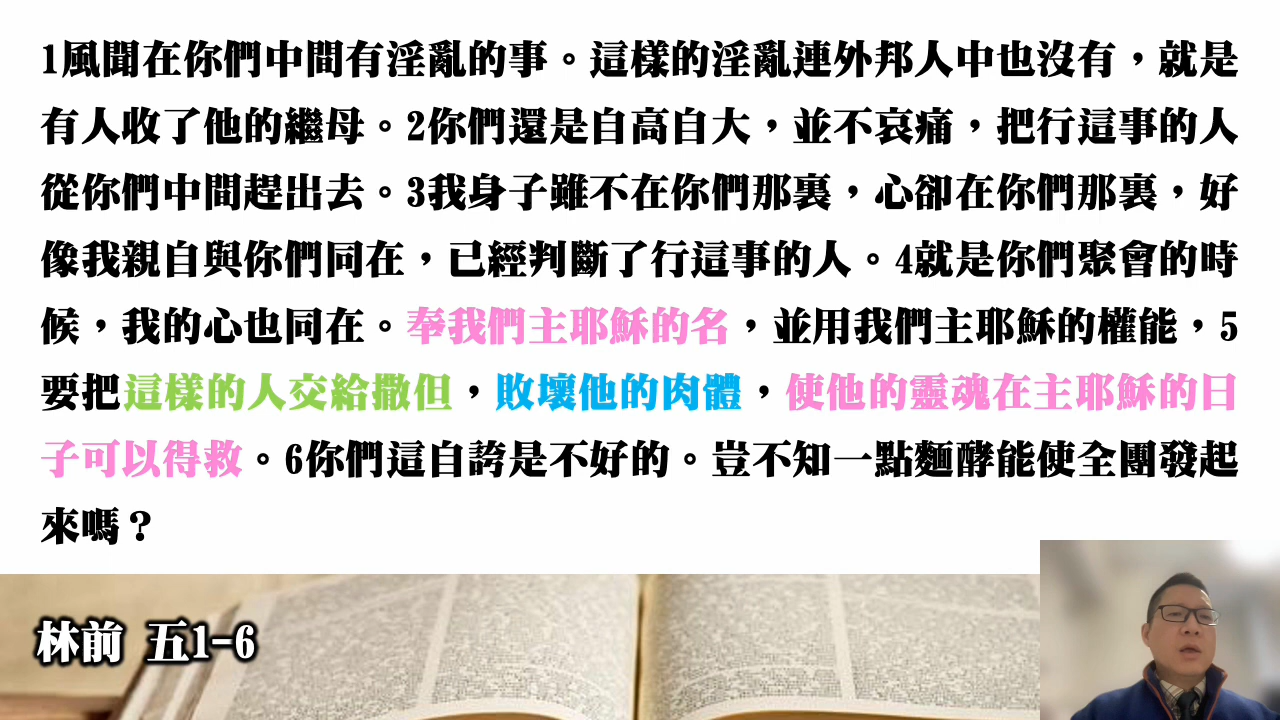 1風聞在你們中間有淫亂的事。這樣的淫亂連外邦人中也沒有，就是
有人收了他的繼母。2你們還是自高自大，並不哀痛，把行這事的人
從你們中間趕出去。3我身子雖不在你們那裏，心卻在你們那裏，好
像我親自與你們同在，已經判斷了行這事的人。4就是你們聚會的時
候，我的心也同在。奉我們主耶穌的名，並用我們主耶穌的權能，5
要把這樣的人交給撒但，敗壞他的肉體，使他的靈魂在主耶穌的日
子可以得救。6你們這自誇是不好的。豈不知一點麵酵能使全團發起
來嗎？
林前 五1-6